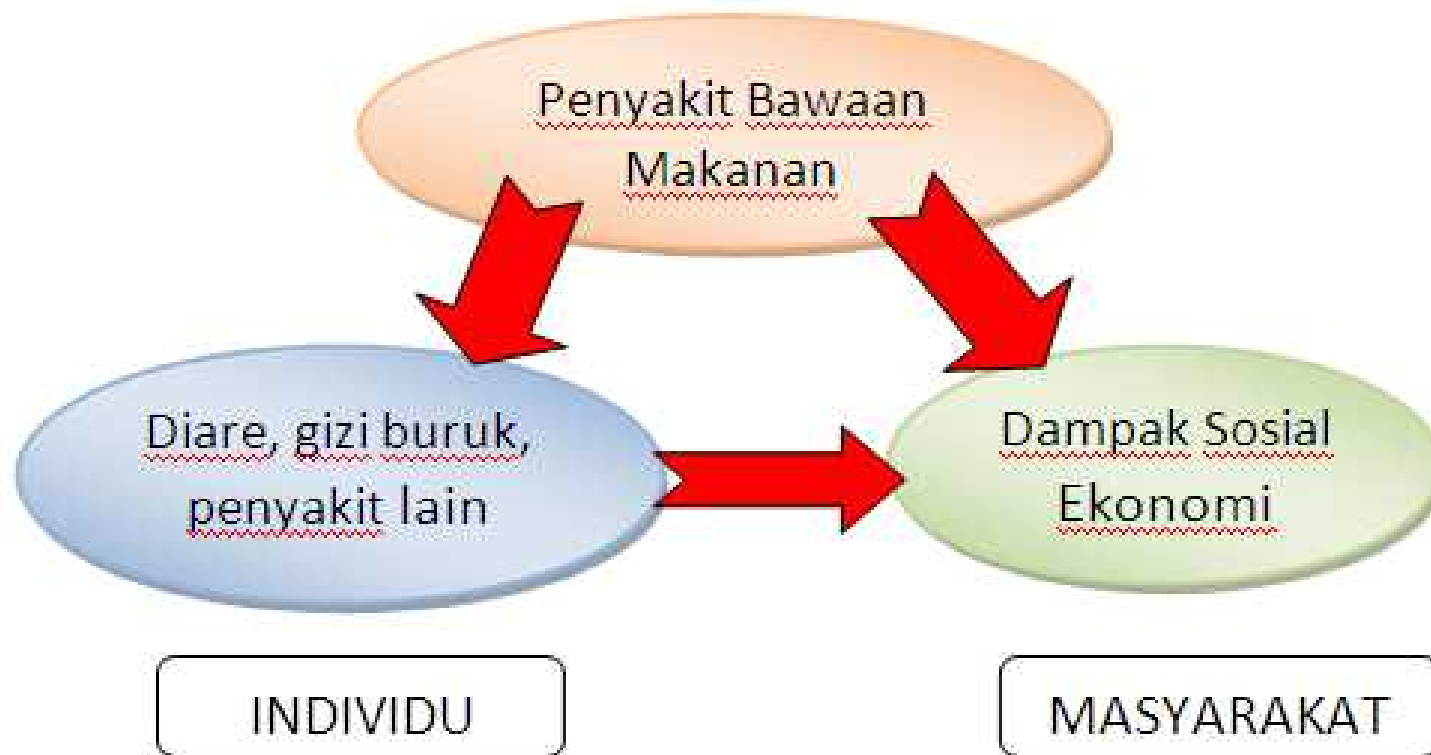 Penyakit Bawaan
Makanan
Diare, gizi buruk,
penyakit lain
Dampak Sosial
Ekonomi
INDIVIDU
MASYARAKAT